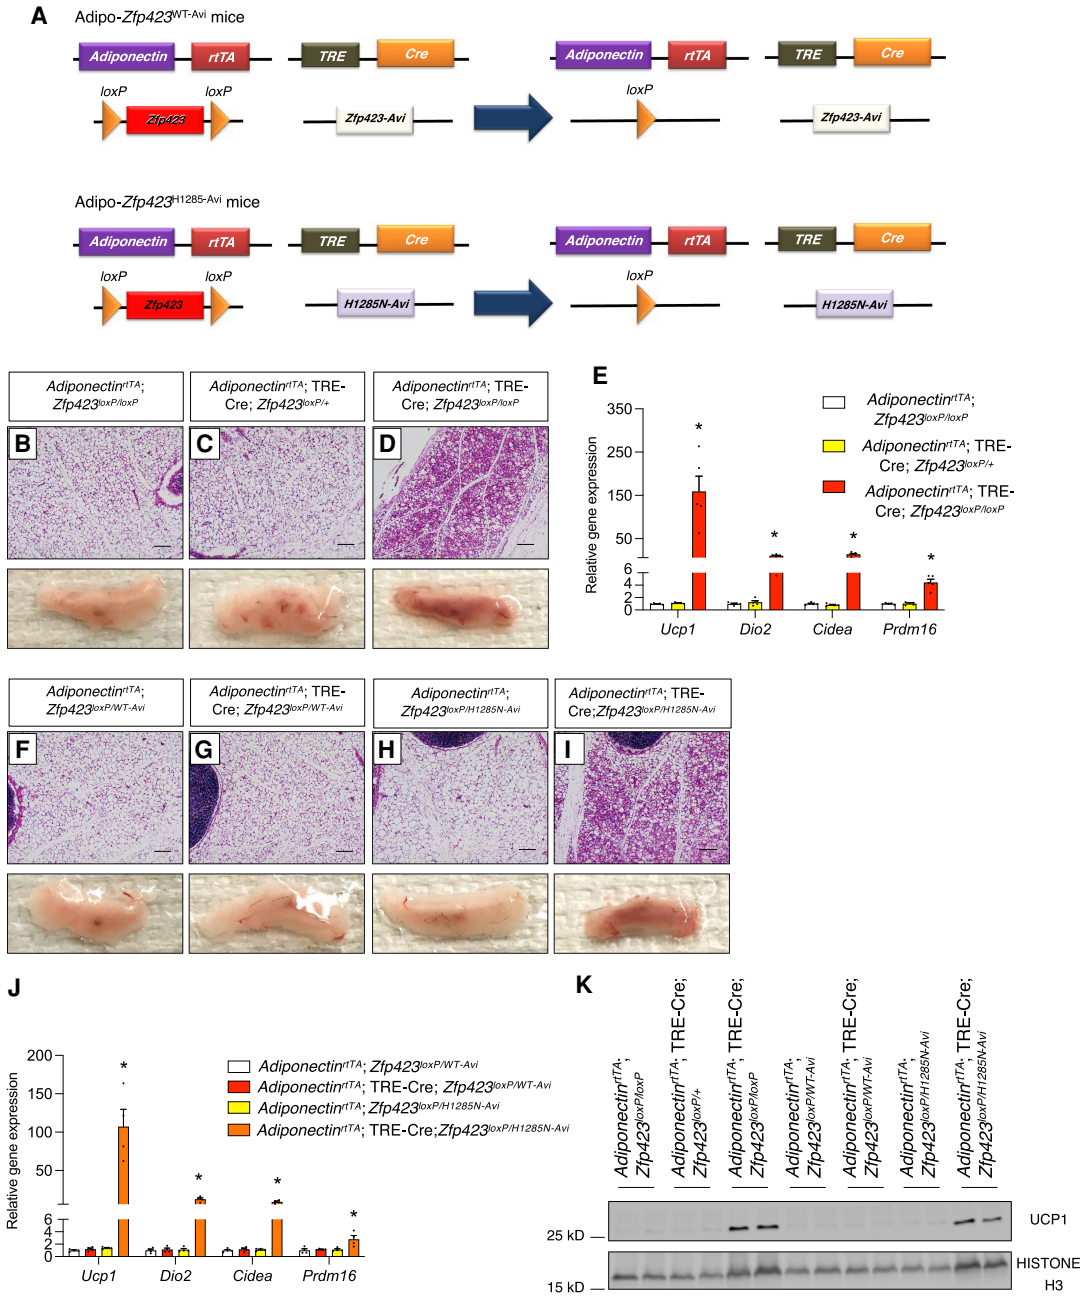 A
Adipo-Zfp423WT-Avi mice
Adiponectin rtTA TRE Cre Adiponectin rtTA TRE Cre
loxP loxP loxP
Zfp423 Zfp423-Avi Zfp423-Avi
Adipo-Zfp423H1285-Avi mice
Adiponectin rtTA TRE Cre Adiponectin rtTA TRE Cre
loxP loxP loxP
Zfp423 H1285N-Avi H1285N-Avi
AdiponectinrtTA;
Zfp423loxP/loxP
AdiponectinrtTA; TRE-
Cre; Zfp423loxP/+
AdiponectinrtTA; TRE-
Cre; Zfp423loxP/loxP
B
C
D
E
Relative gene expression
350
250
150
50
6
4
2
0
*
*
*
*
Ucp1 Dio2 Cidea Prdm16
AdiponectinrtTA;
Zfp423loxP/loxP
AdiponectinrtTA; TRE-
Cre; Zfp423loxP/+
AdiponectinrtTA; TRE-
Cre; Zfp423loxP/loxP
AdiponectinrtTA;
Zfp423loxP/WT-Avi
AdiponectinrtTA; TRE-
Cre; Zfp423loxP/WT-Avi
AdiponectinrtTA;
Zfp423loxP/H1285N-Avi
AdiponectinrtTA; TRE-
Cre;Zfp423loxP/H1285N-Avi
F
G
H
I
J
Relative gene expression
200
150
100
50
6
4
2
0
*
*
*
*
Ucp1 Dio2 Cidea Prdm16
AdiponectinrtTA; Zfp423loxP/WT-Avi
AdiponectinrtTA; TRE-Cre; Zfp423loxP/WT-Avi
AdiponectinrtTA; Zfp423loxP/H1285N-Avi
AdiponectinrtTA; TRE-Cre;Zfp423loxP/H1285N-Avi
K
AdiponectinrtTA;
Zfp423loxP/loxP
AdiponectinrtTA; TRE-Cre;
Zfp423loxP/+
AdiponectinrtTA; TRE-Cre;
Zfp423loxP/loxP
AdiponectinrtTA;
Zfp423loxP/WT-Avi
AdiponectinrtTA; TRE-Cre;
Zfp423loxP/WT-Avi
AdiponectinrtTA;
Zfp423loxP/H1285N-Avi
AdiponectinrtTA; TRE-Cre;
Zfp423loxP/H1285N-Avi
UCP1
25 kD
HISTONE
H3
15 kD